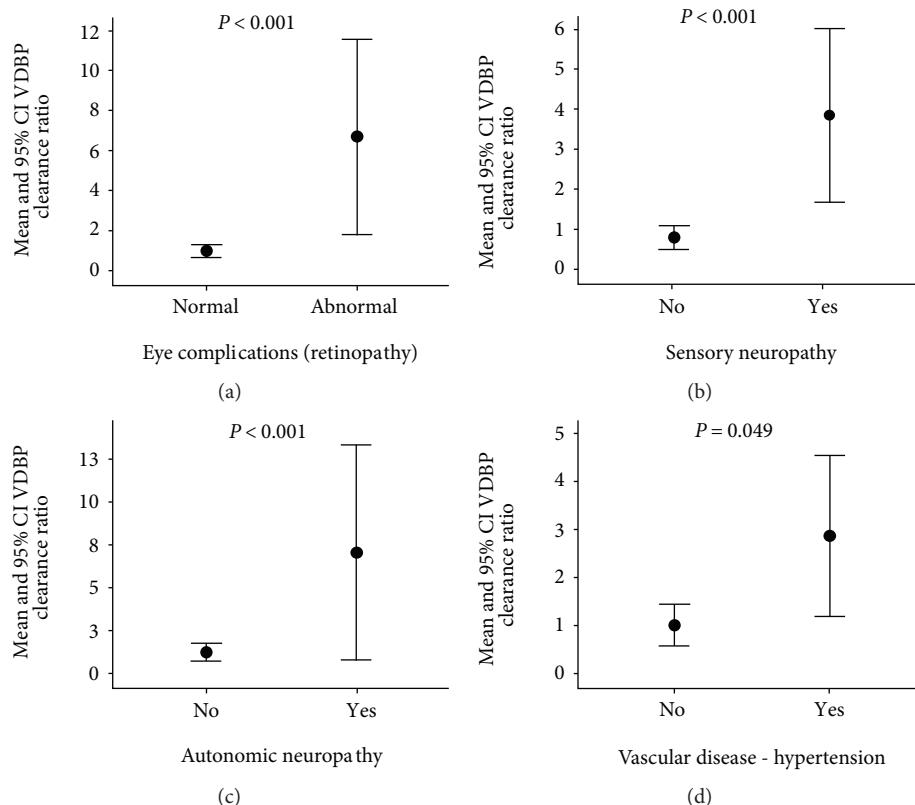 P < 0.001
Mean and 95% CI VDBP
clearance ratio
12
10
8
6
4
2
0
Normal
Abnormal
Eye complications (retinopathy)
(a)
P < 0.001
Mean and 95% CI VDBP
clearance ratio
6
5
4
3
2
1
0
No
Yes
Sensory neuropathy
(b)
P < 0.001
Mean and 95% CI VDBP
clearance ratio
13
10
8
5
3
0
No
Yes
Autonomic neuropathy
(c)
P = 0.049
Mean and 95% CI VDBP
clearance ratio
5
4
3
2
1
0
No
Yes
Vascular disease - hypertension
(d)